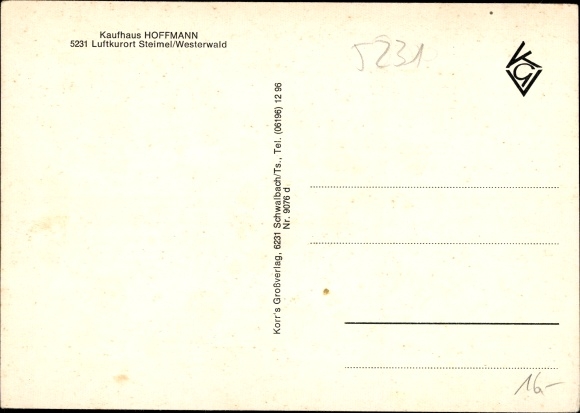 Kaufhaus HOFFMANN
5231 Luftkurort Steimel/Westerwald
5231
KGV
Korr's Großverlag, 6231 Schwalbach/Ts., Tel. (06196) 12 96
Nr. 9076 d
16,-